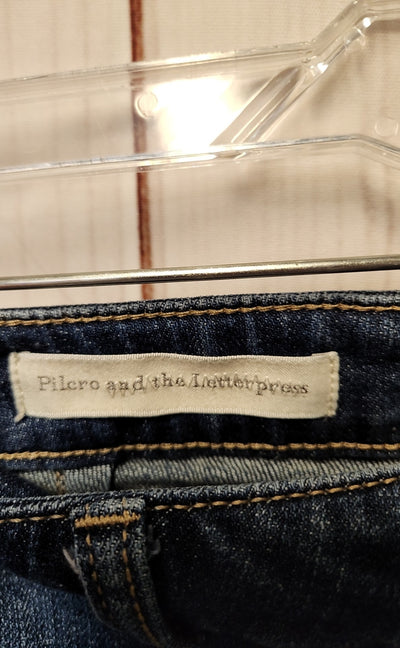 Pilcro and the Letterpress